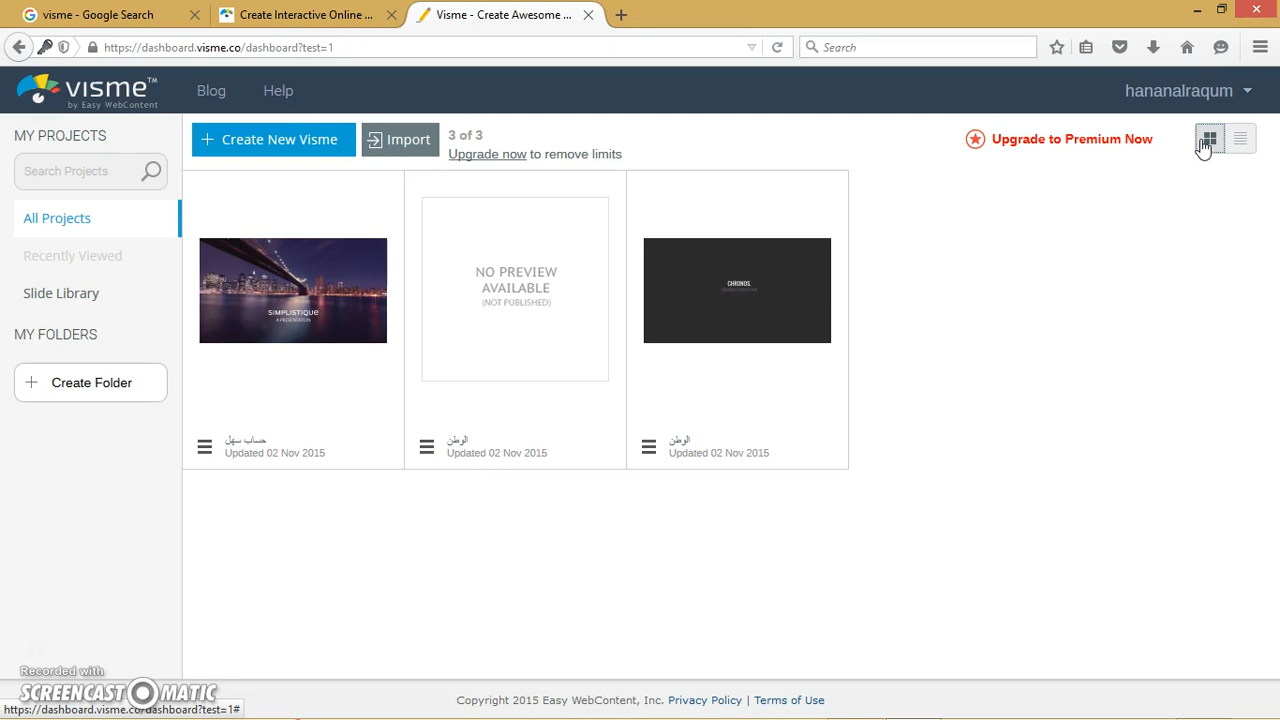 visme - Google Search
Create Interactive Online ...
Visme - Create Awesome ...
https://dashboard.visme.co/dashboard?test=1
Search
visme™
by Easy WebContent
Blog
Help
hananalraqum
MY PROJECTS
Search Projects
All Projects
Recently Viewed
Slide Library
MY FOLDERS
Create Folder
Create New Visme
Import
3 of 3
Upgrade now to remove limits
Upgrade to Premium Now
SIMPLISTIQUE
A PRESENTATION
NO PREVIEW
AVAILABLE
(NOT PUBLISHED)
CHRONOS.
حساب سهل
Updated 02 Nov 2015
الوطن
Updated 02 Nov 2015
الوطن
Updated 02 Nov 2015
Recorded with
SCREENCAST MATIC
https://dashboard.visme.co/dashboard?test=1#
Copyright 2015 Easy WebContent, Inc. Privacy Policy | Terms of Use